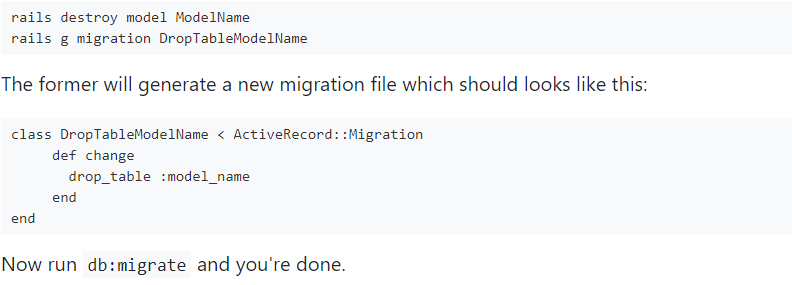 rails destroy model ModelName
rails g migration DropTableModelName
The former will generate a new migration file which should looks like this:
class DropTableModelName < ActiveRecord::Migration
     def change
       drop_table :model_name
     end
end
Now run db:migrate and you're done.